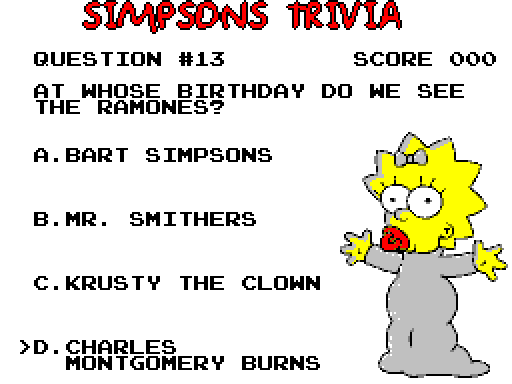 SIMPSONS TRIVIA
QUESTION #13 SCORE 000
AT WHOSE BIRTHDAY DO WE SEE
THE RAMONES?
A.BART SIMPSONS
B.MR. SMITHERS
C.KRUSTY THE CLOWN
>D.CHARLES
MONTGOMERY BURNS